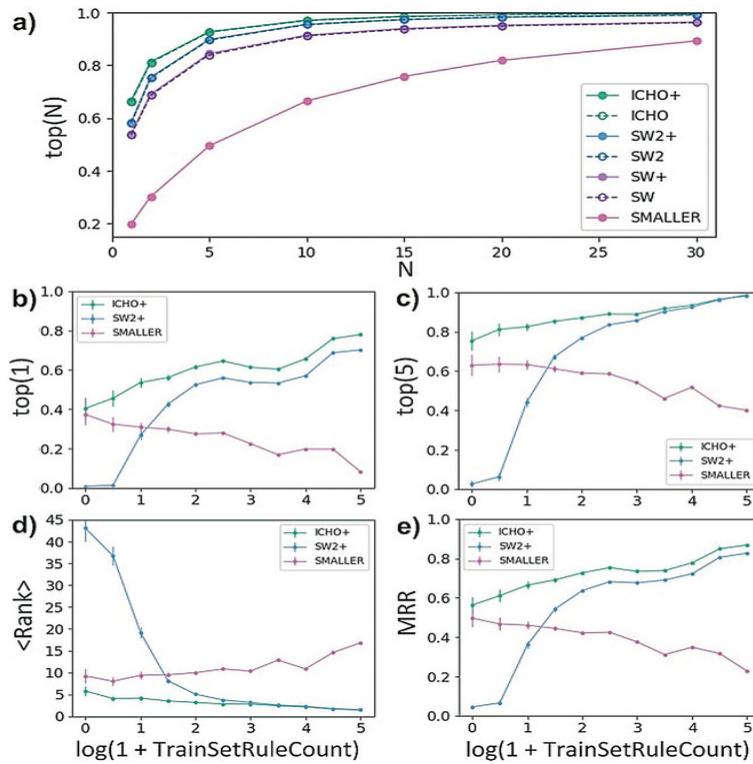 a)
1.0
0.8
0.6
0.4
0.2
top(N)
ICHO+
ICHO
SW2+
SW2
SW+
SW
SMALLER
0 5 10 15 20 25 30
N
b)
1.0
0.8
0.6
0.4
0.2
0.0
top(1)
ICHO+
SW2+
SMALLER
0 1 2 3 4 5
c)
1.0
0.8
0.6
0.4
0.2
0.0
top(5)
ICHO+
SW2+
SMALLER
0 1 2 3 4 5
d)
45
40
35
30
25
20
15
10
5
0
<Rank>
ICHO+
SW2+
SMALLER
0 1 2 3 4 5
log(1 + TrainSetRuleCount)
e)
1.0
0.8
0.6
0.4
0.2
0.0
MRR
ICHO+
SW2+
SMALLER
0 1 2 3 4 5
log(1 + TrainSetRuleCount)